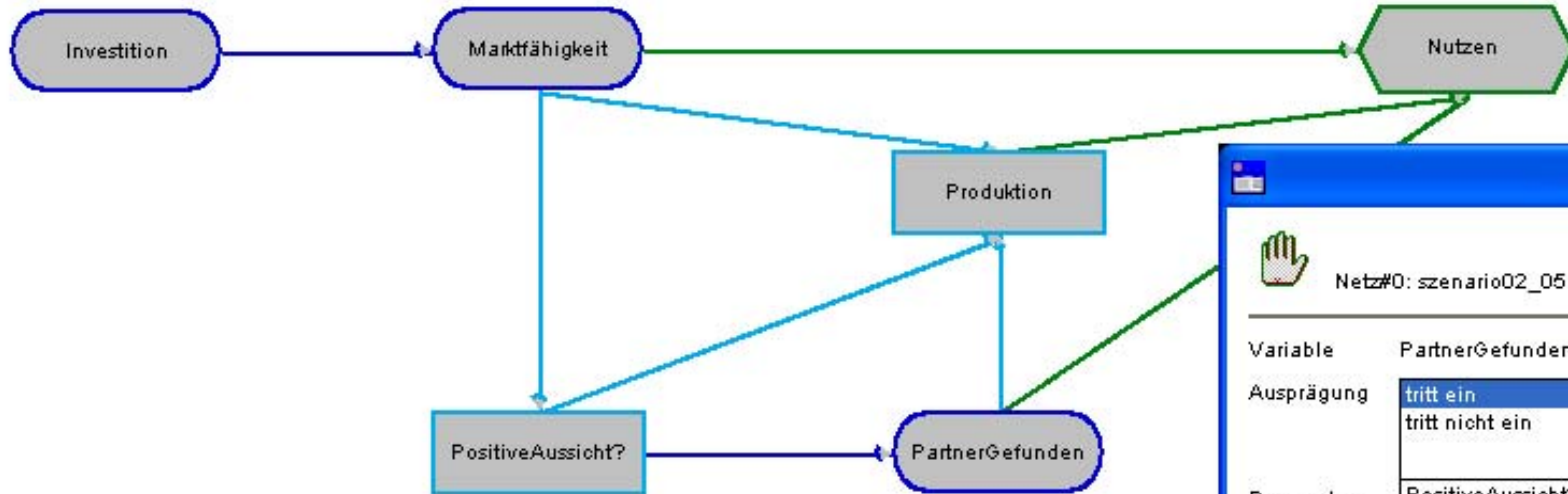 Investition
Marktfähigkeit
Nutzen
Produktion
Netz#0: szenario02_05
Variable PartnerGefunden
Ausprägung tritt ein
tritt nicht ein
PositiveAussicht?
PartnerGefunden